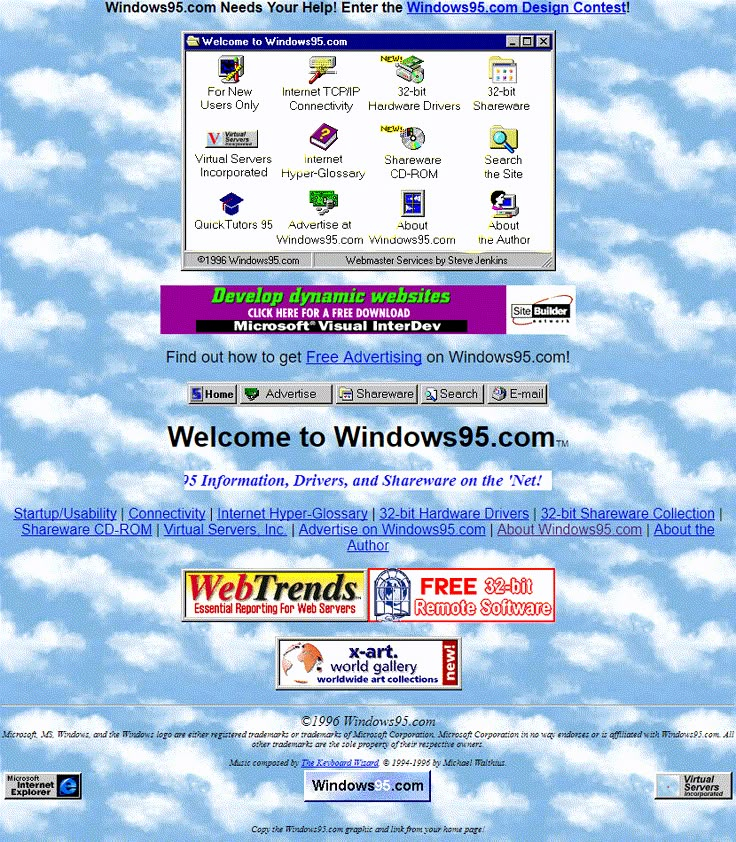 Windows95.com Needs Your Help! Enter the Windows95.com Design Contest!
Welcome to Windows95.com
For New
Users Only
Internet TCP/IP
Connectivity
NEW!
32-bit
Hardware Drivers
32-bit
Shareware
Virtual
Servers
Incorporated
Virtual Servers
Incorporated
Internet
Hyper-Glossary
NEW!
Shareware
CD-ROM
Search
the Site
QuickTutors 95
Advertise at
Windows95.com
About
Windows95.com
About
the Author
©1996 Windows95.com
Webmaster Services by Steve Jenkins
Develop dynamic websites
CLICK HERE FOR A FREE DOWNLOAD
Microsoft® Visual InterDev
Site Builder
network
Find out how to get Free Advertising on Windows95.com!
Home Advertise Shareware Search E-mail
Welcome to Windows95.com TM
95 Information, Drivers, and Shareware on the 'Net!
Startup/Usability | Connectivity | Internet Hyper-Glossary | 32-bit Hardware Drivers | 32-bit Shareware Collection |
Shareware CD-ROM | Virtual Servers, Inc. | Advertise on Windows95.com | About Windows95.com | About the
Author
WebTrends™
Essential Reporting For Web Servers
FREE 32-bit
Remote Software
x-art.
world gallery
worldwide art collections
new!
©1996 Windows95.com
Microsoft, MS, Windows, and the Windows logo are either registered trademarks or trademarks of Microsoft Corporation. Microsoft Corporation in no way endorses or is affiliated with Windows95.com. All
other trademarks are the sole property of their respective owners.
Music composed by The Keyboard Wizard, © 1994-1996 by Michael Walthius.
Microsoft
Internet
Explorer
Windows95.com
Virtual
Servers
Incorporated
Copy the Windows95.com graphic and link from your home page!